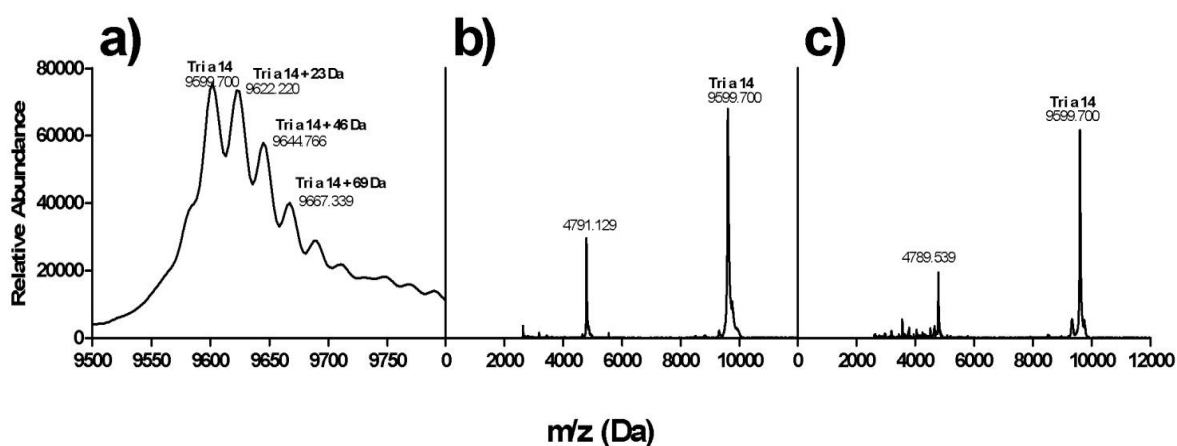 a)
b)
c)
Tri a 14
9599.700
Tri a 14 + 23 Da
9622.220
Tri a 14 + 46 Da
9644.766
Tri a 14 + 69 Da
9667.339
4791.129
Tri a 14
9599.700
4789.539
Tri a 14
9599.700
Relative Abundance
80000
60000
40000
20000
0
9500 9550 9600 9650 9700 9750 0 2000 4000 6000 8000 10000 0 2000 4000 6000 8000 10000 12000
m/z (Da)